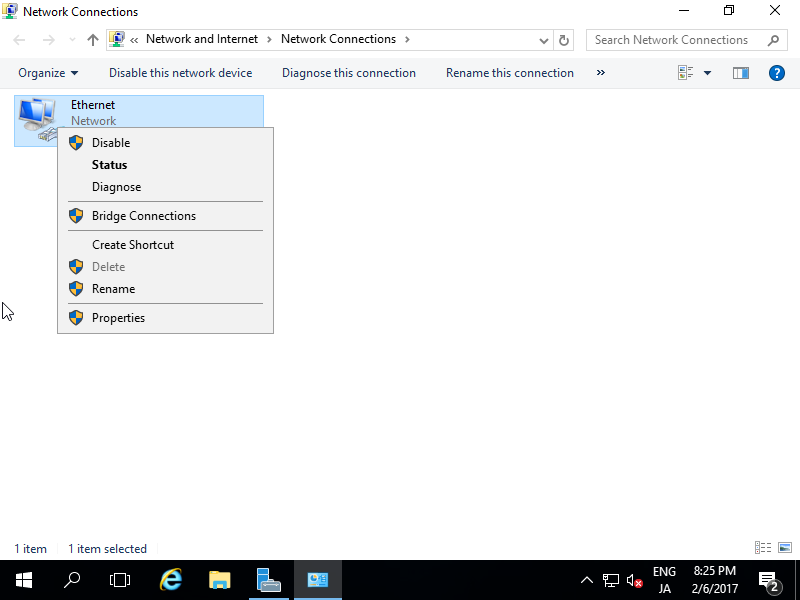 Network Connections
« Network and Internet > Network Connections >
Search Network Connections
Organize
Disable this network device
Diagnose this connection
Rename this connection
»
?
Ethernet
Network
Disable
Status
Diagnose
Bridge Connections
Create Shortcut
Delete
Rename
Properties
1 item
1 item selected
ENG
JA
8:25 PM
2/6/2017
2